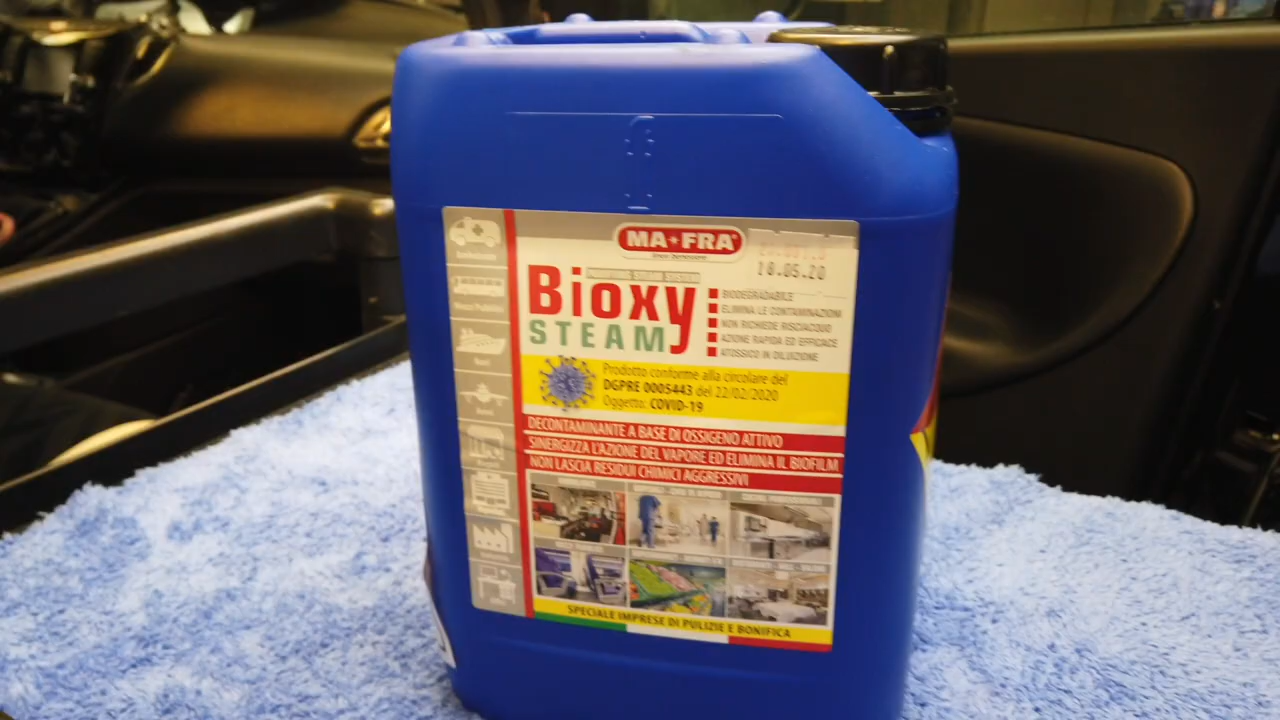 MA★FRA
18.05.20
Bioxy
STEAM
BIODEGRADABILE
ELIMINA LE CONTAMINAZIONI
NON RICHIEDE RISCIACQUO
AZIONE RAPIDA ED EFFICACE
ATOSSICO IN DILUIZIONE
Prodotto conforme alla circolare del
DGPRE 0005443 del 22/02/2020
Oggetto: COVID-19
DECONTAMINANTE A BASE DI OSSIGENO ATTIVO
SINERGIZZA L'AZIONE DEL VAPORE ED ELIMINA IL BIOFILM
NON LASCIA RESIDUI CHIMICI AGGRESSIVI
SPECIALE IMPRESE DI PULIZIE E BONIFICA